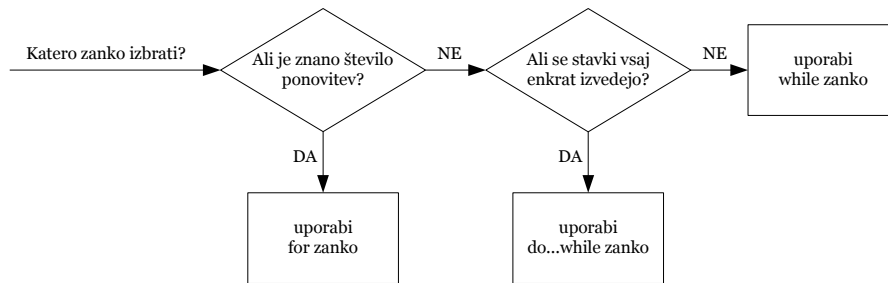 Katero zanko izbrati?
Ali je znano število
ponovitev?
NE
Ali se stavki vsaj
enkrat izvedejo?
NE
uporabi
while zanko
DA
DA
uporabi
for zanko
uporabi
do...while zanko